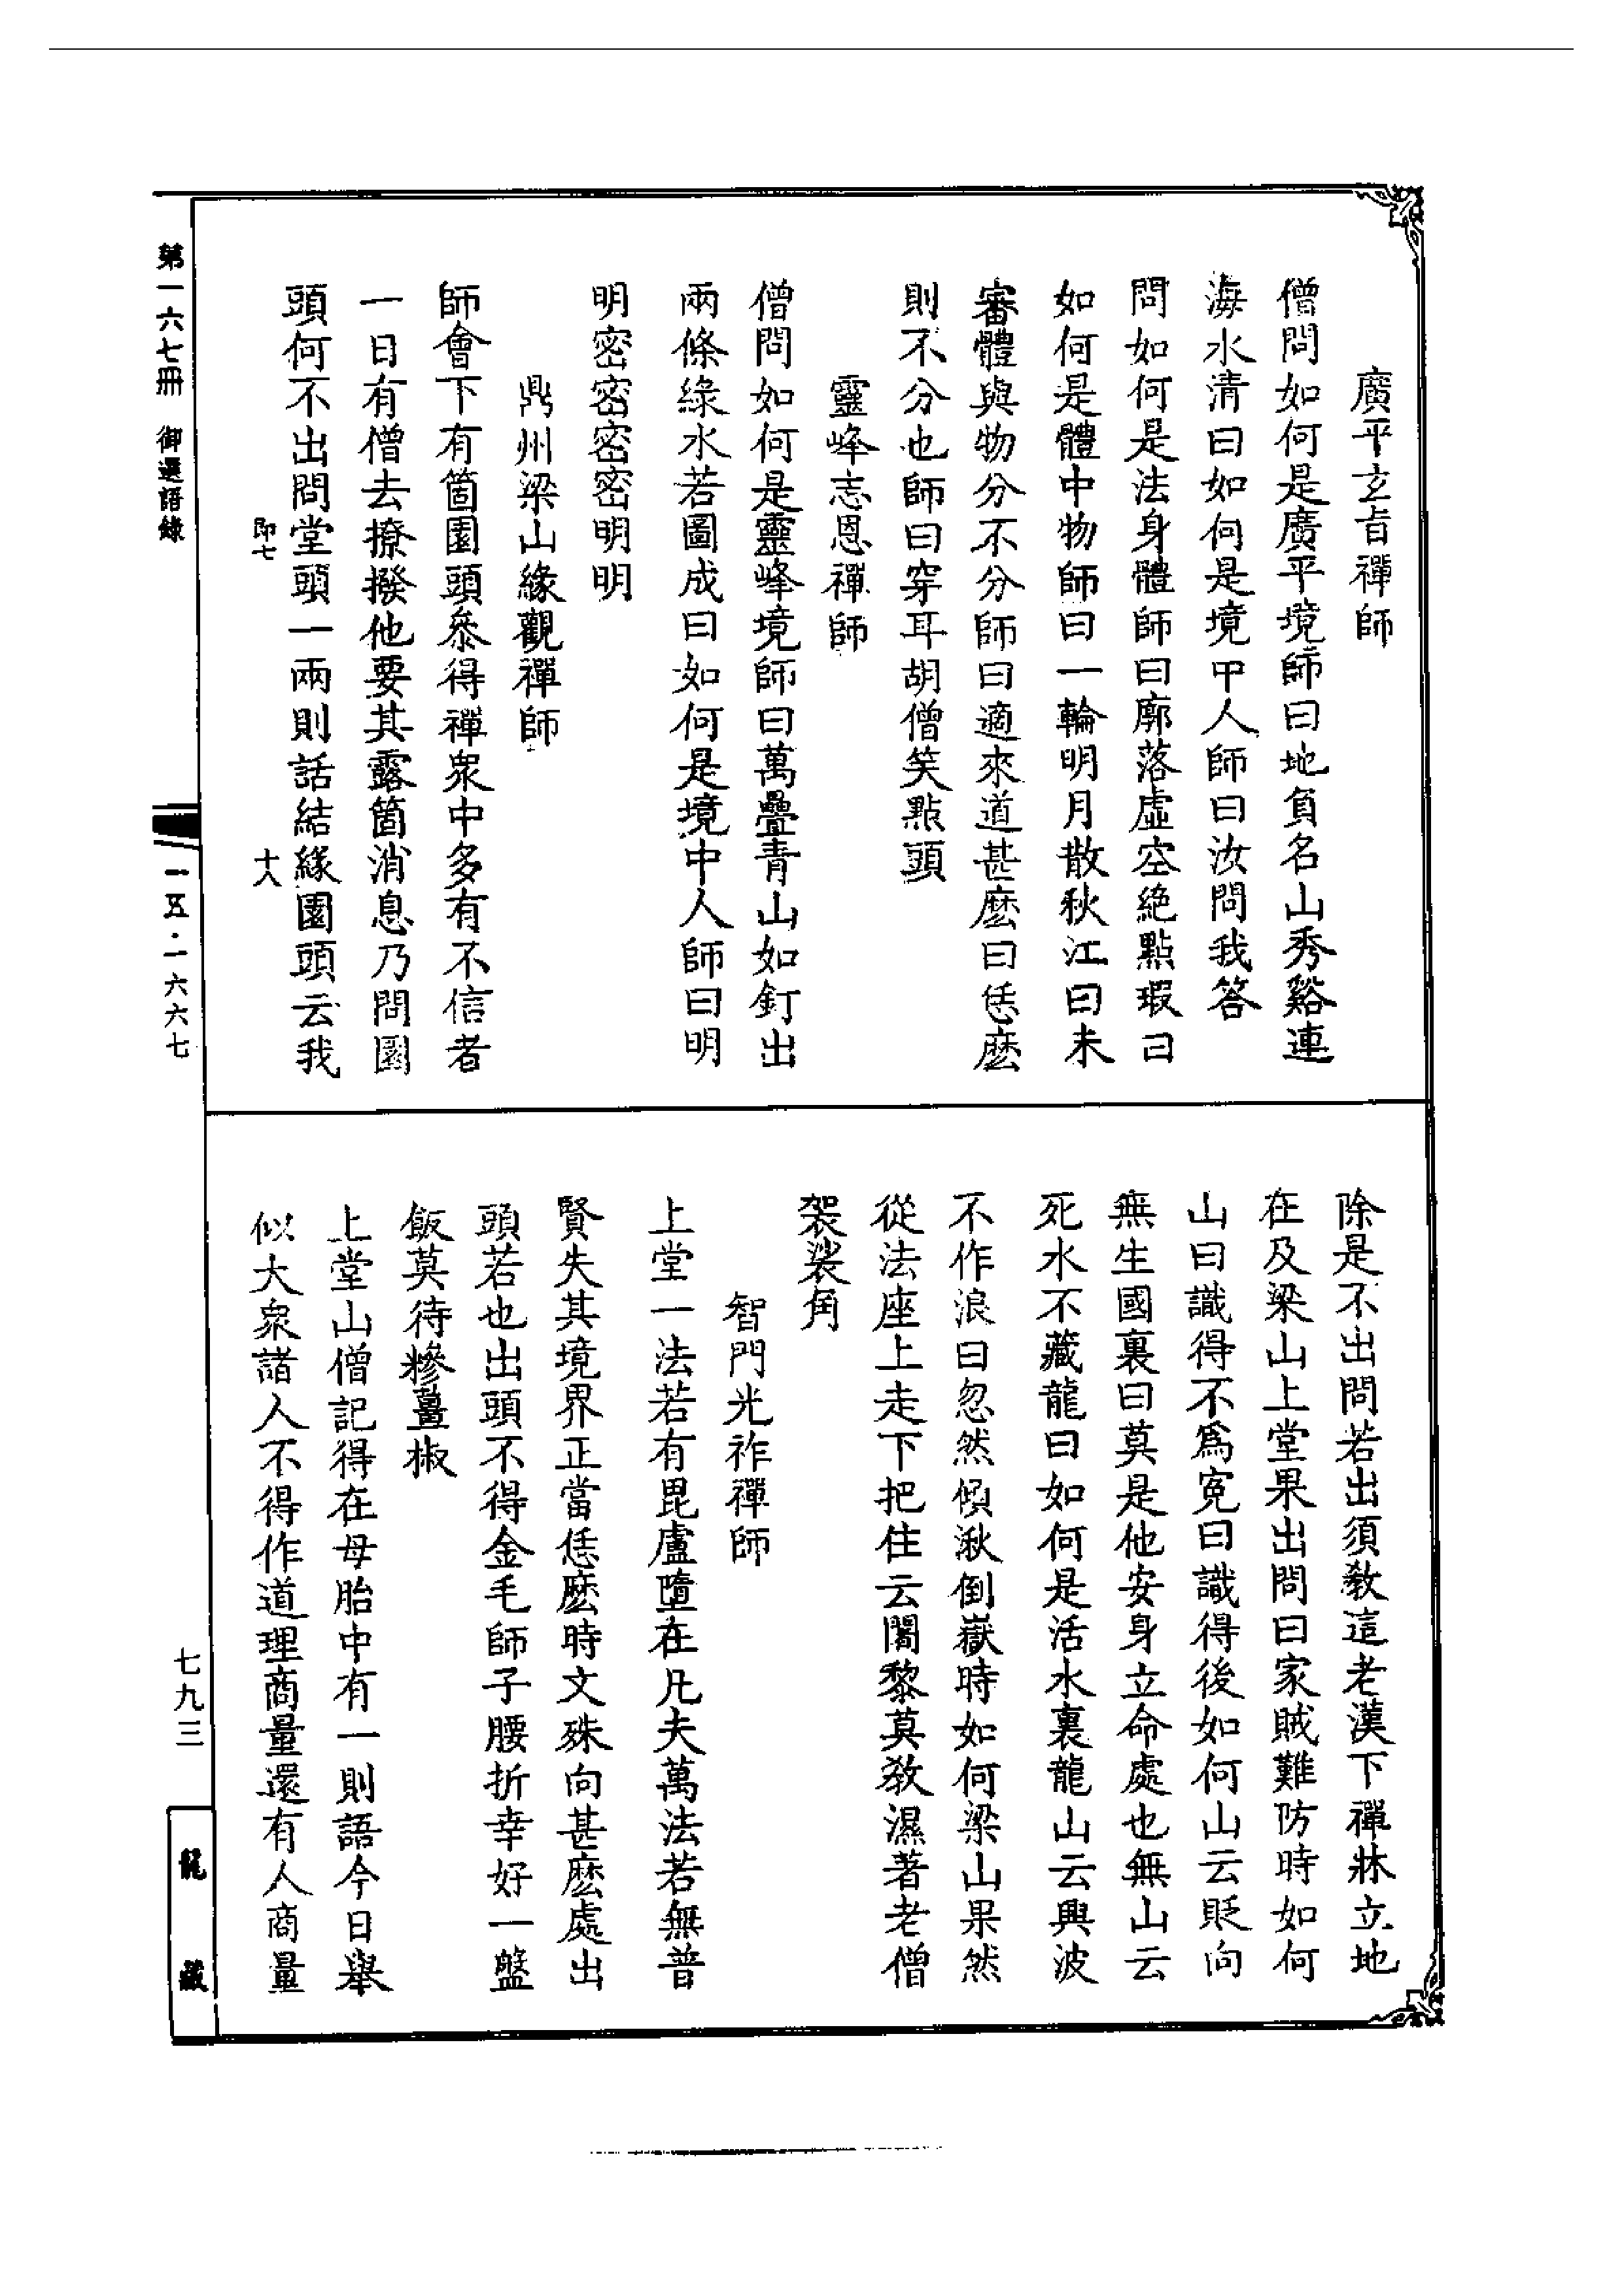 廣平玄旨禪師
僧問如何是廣平境師曰地負名山秀谿連
海水清曰如何是境中人師曰汝問我答
問如何是法身體師曰廓落虛空絶點瑕曰
如何是體中物師曰一輪明月散秋江曰未
審體與物分不分師曰適來道甚麽曰恁麽
則不分也師曰穿耳胡僧笑點頭
靈峰志恩禪師
僧問如何是靈峰境師曰萬疊青山如釘出
兩條綠水若圖成曰如何是境中人師曰明
明密密密密明明
鼎州梁山緣觀禪師
師會下有箇園頭叅得禪衆中多有不信者
一日有僧去撩撥他要其露箇消息乃問園
頭何不出問堂頭一兩則話結緣園頭云我
即七 十八
除是不出問若出須敎這老漢下禪牀立地
在及梁山上堂果出問曰家賊難防時如何
山曰識得不爲寃曰識得後如何山云貶向
無生國裏曰莫是他安身立命處也無山云
死水不藏龍曰如何是活水裏龍山云興波
不作浪曰忽然傾湫倒嶽時如何梁山果然
從法座上走下把住云闍黎莫敎濕著老僧
袈裟角
智門光祚禪師
上堂一法若有毘盧墮在凡夫萬法若無普
賢失其境界正當恁麽時文殊向甚麽處出
頭若也出頭不得金毛師子腰折幸好一盤
飯莫待糝薑椒
上堂山僧記得在母胎中有一則語今日舉
似大衆諸人不得作道理商量還有人商量
第一六七冊 御選語錄
一五·一六六七
七九三
龍藏